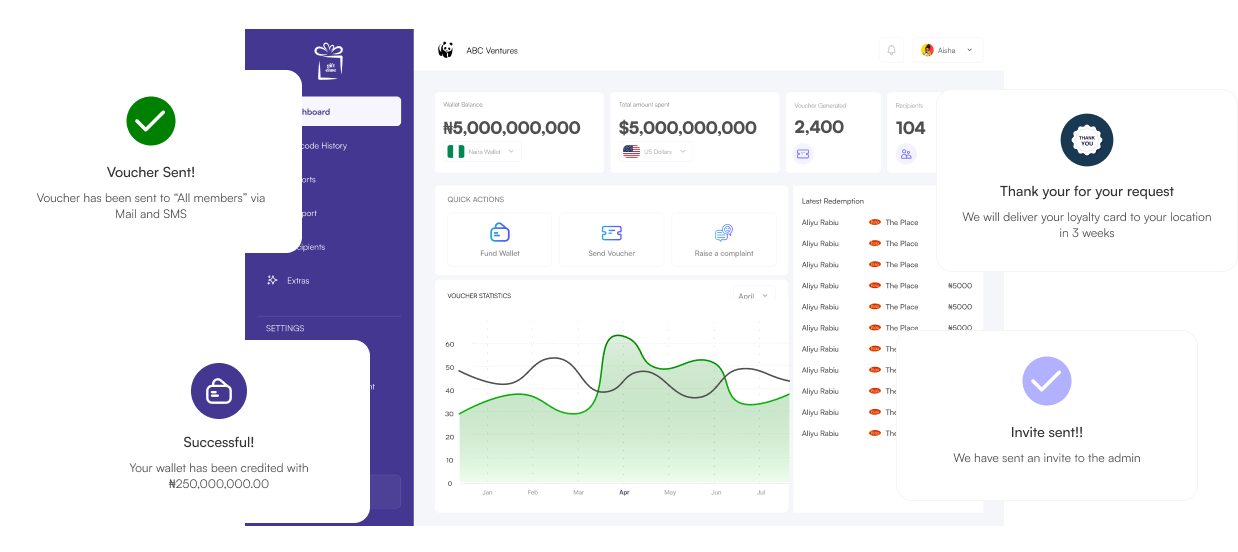 gift
done
ABC Ventures
Aisha
hboard
code History
orts
port
cipients
Extras
SETTINGS
nt
Voucher Sent!
Voucher has been sent to “All members” via
Mail and SMS
Successful!
Your wallet has been credited with
₦250,000,000.00
Wallet Balance
₦5,000,000,000
Naira Wallet
Total amount spent
$5,000,000,000
US Dollars
Voucher Generated
2,400
Recipients
104
QUICK ACTIONS
Fund Wallet
Send Voucher
Raise a complaint
VOUCHER STATISTICS
April
60
50
40
30
20
10
0
Jan Feb Mar Apr May Jun Jul
Latest Redemption
Aliyu Rabiu The Place
Aliyu Rabiu The Place
Aliyu Rabiu The Place
Aliyu Rabiu The Place ₦5000
Aliyu Rabiu The Place ₦5000
Aliyu Rabiu The Place ₦5000
Aliyu Rabiu The
Aliyu Rabiu The
Aliyu Rabiu The
Aliyu Rabiu The
Aliyu Rabiu The
THANK
YOU
Thank your for your request
We will deliver your loyalty card to your location
in 3 weeks
Invite sent!!
We have sent an invite to the admin